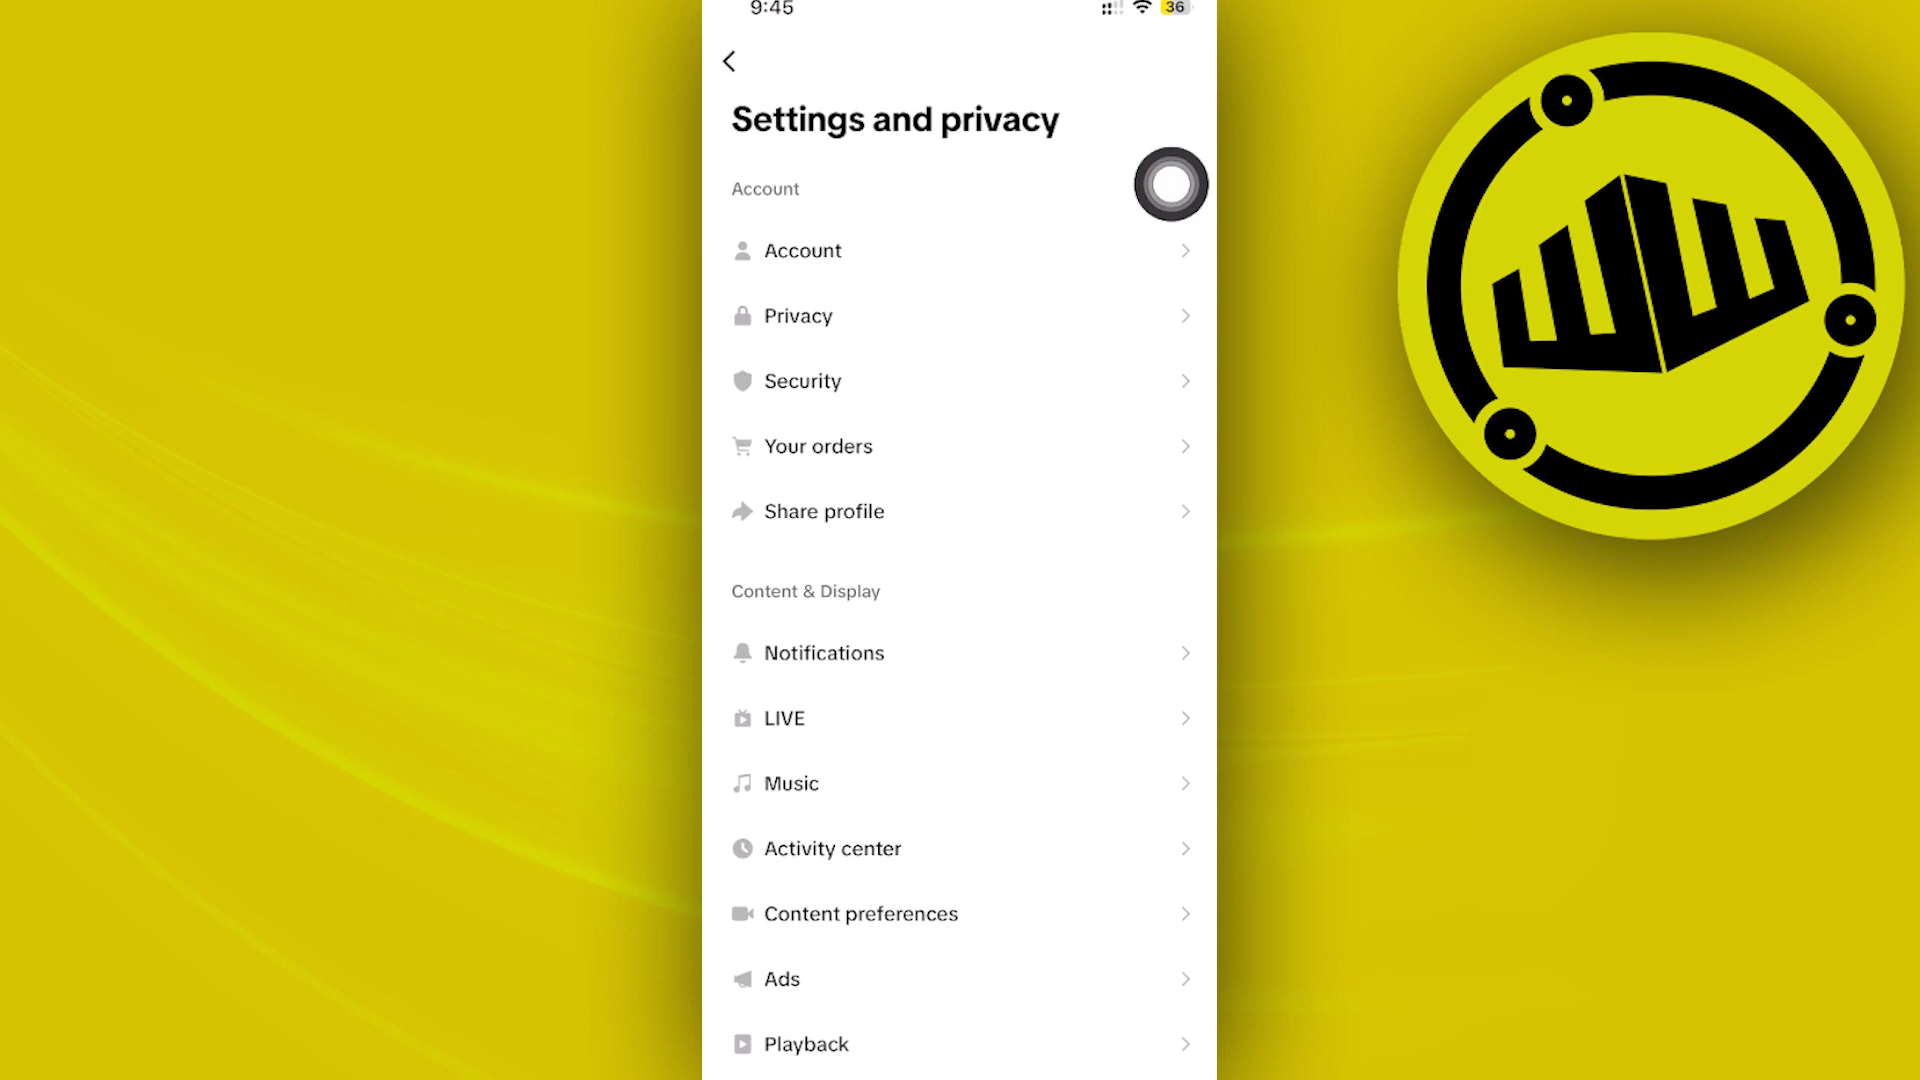 9:45
36
Settings and privacy
Account
Account
Privacy
Security
Your orders
Share profile
Content & Display
Notifications
LIVE
Music
Activity center
Content preferences
Ads
Playback